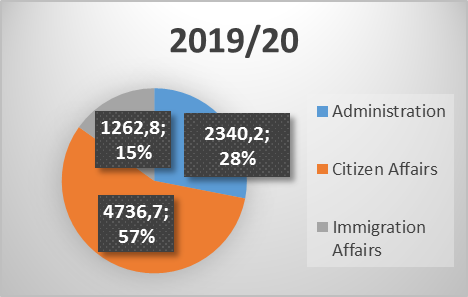 2019/20
1262,8;
15%
2340,2;
28%
4736,7;
57%
Administration
Citizen Affairs
Immigration
Affairs